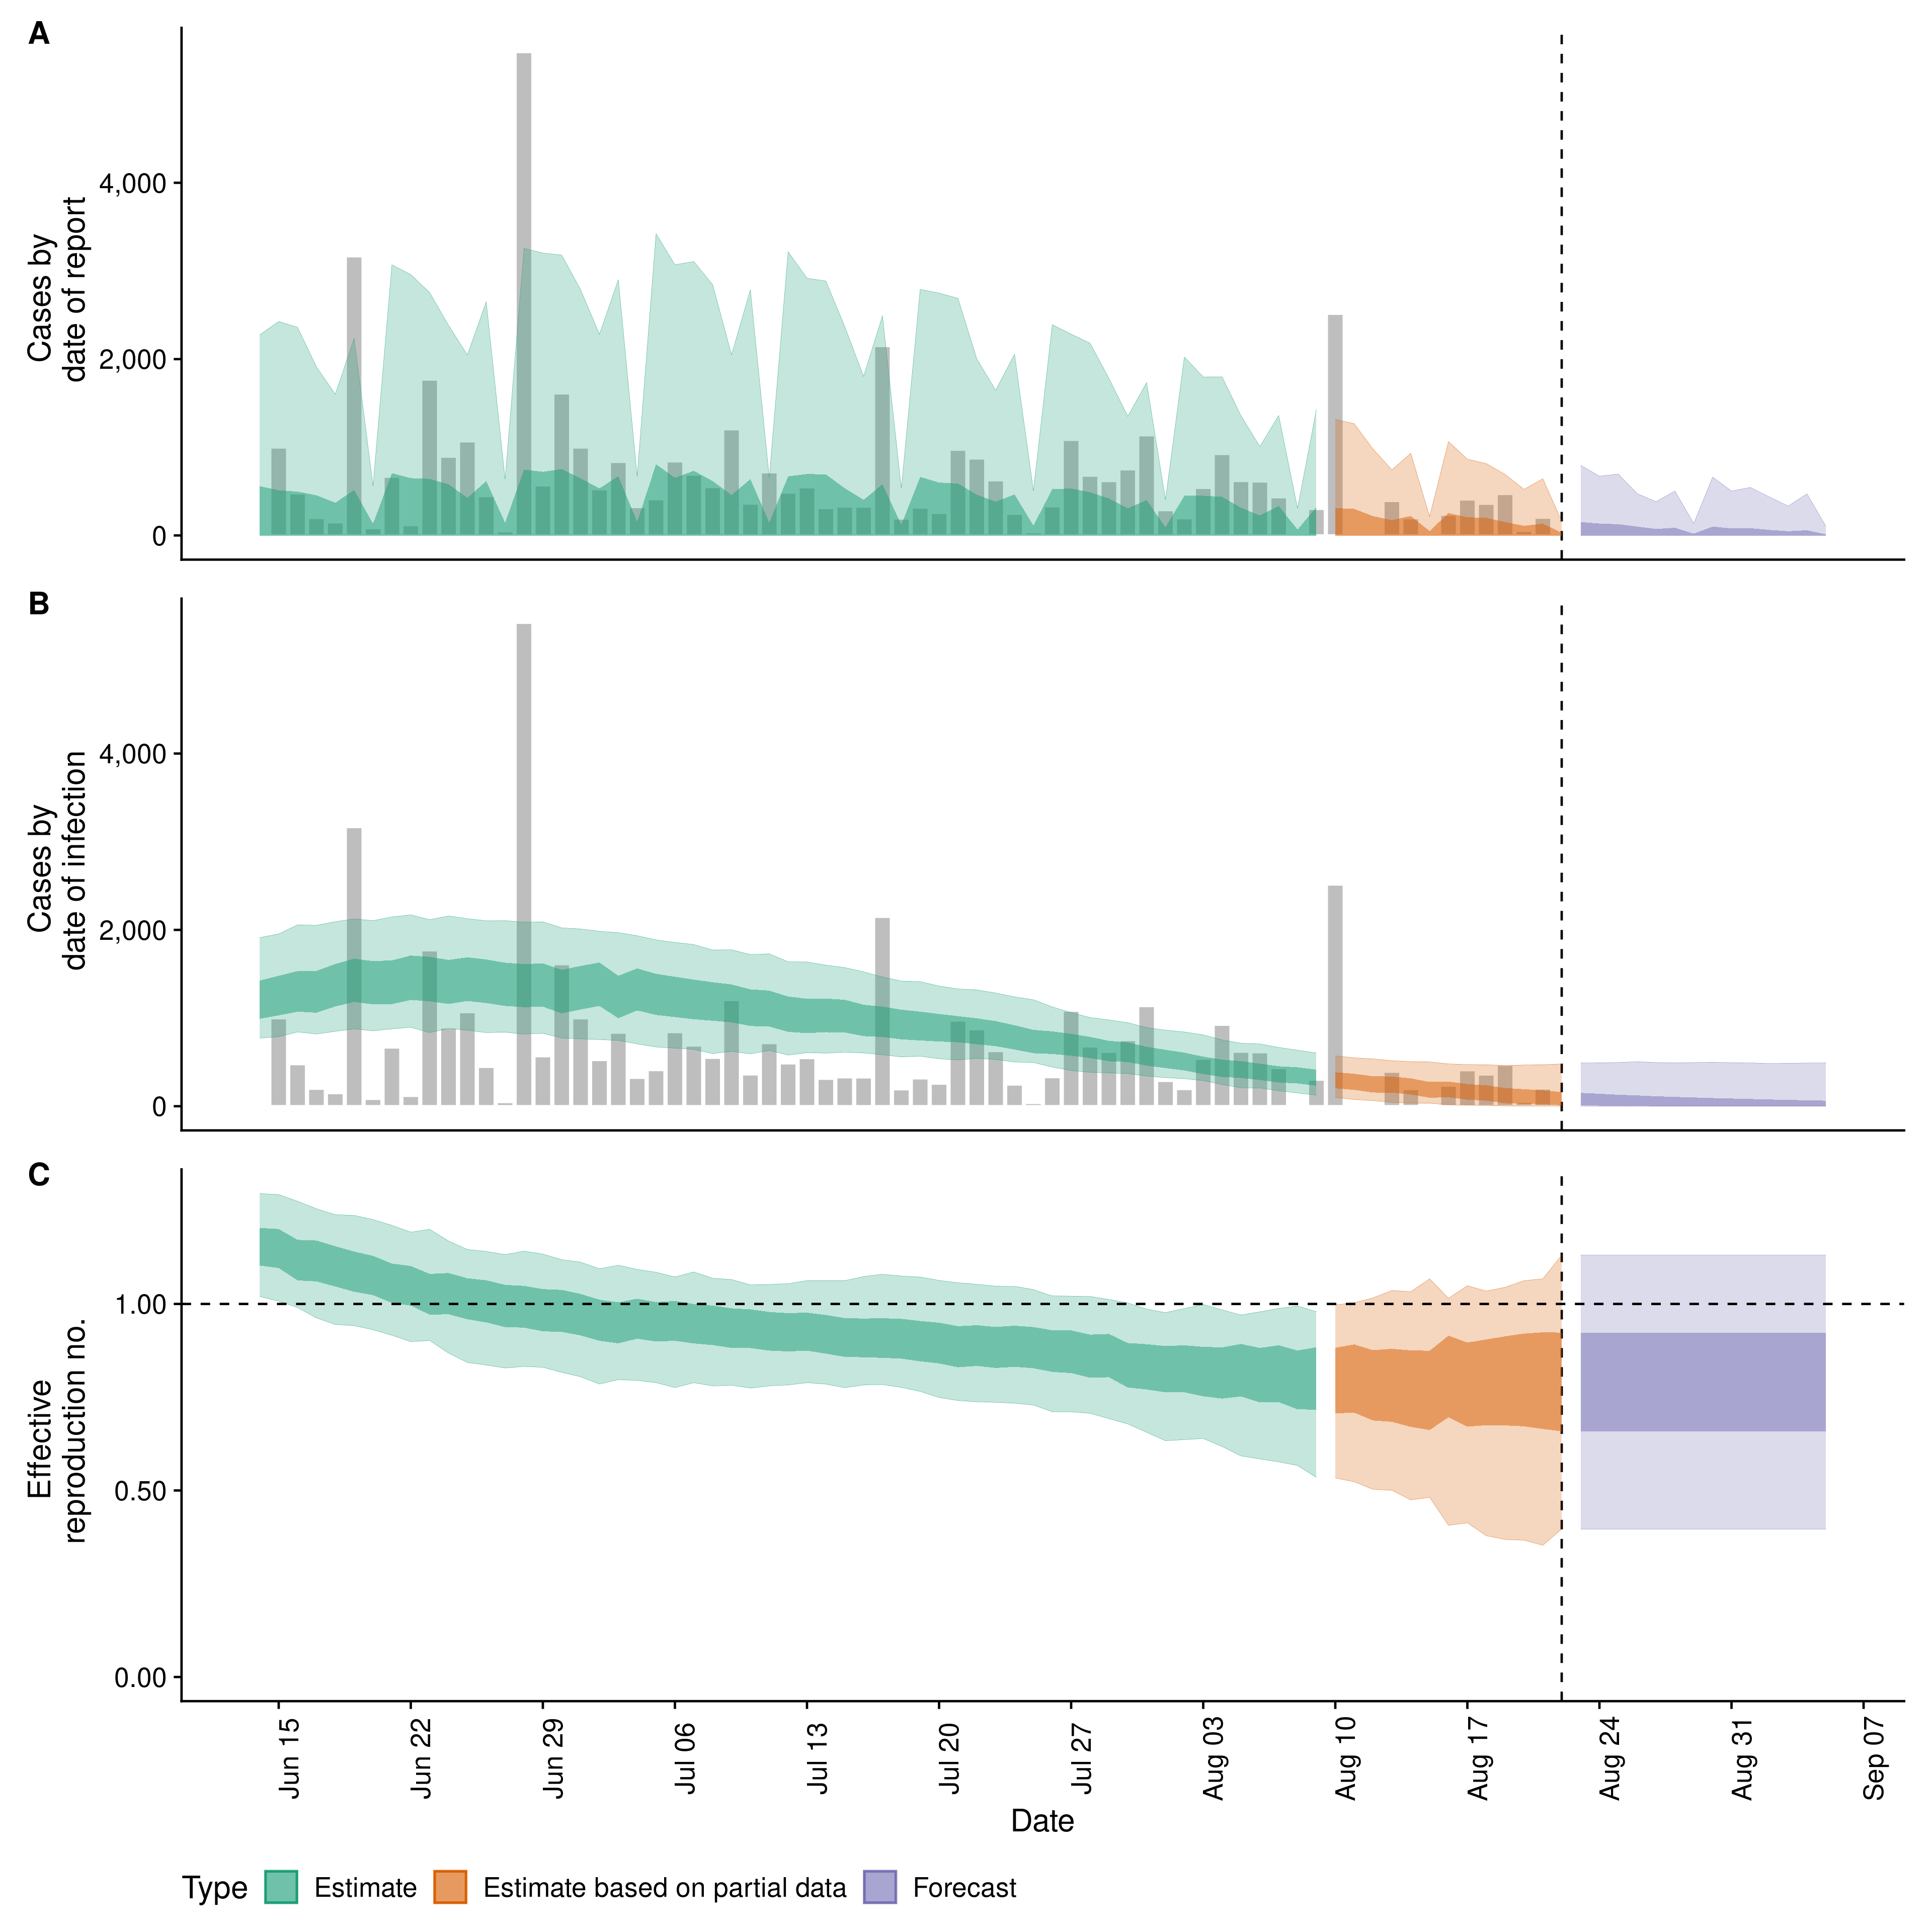 A
Cases by
date of report
4,000
2,000
0
B
Cases by
date of infection
4,000
2,000
0
C
Effective
reproduction no.
1.00
0.50
0.00
Jun 15
Jun 22
Jun 29
Jul 06
Jul 13
Jul 20
Jul 27
Aug 03
Aug 10
Aug 17
Aug 24
Aug 31
Sep 07
Date
Type Estimate Estimate based on partial data Forecast